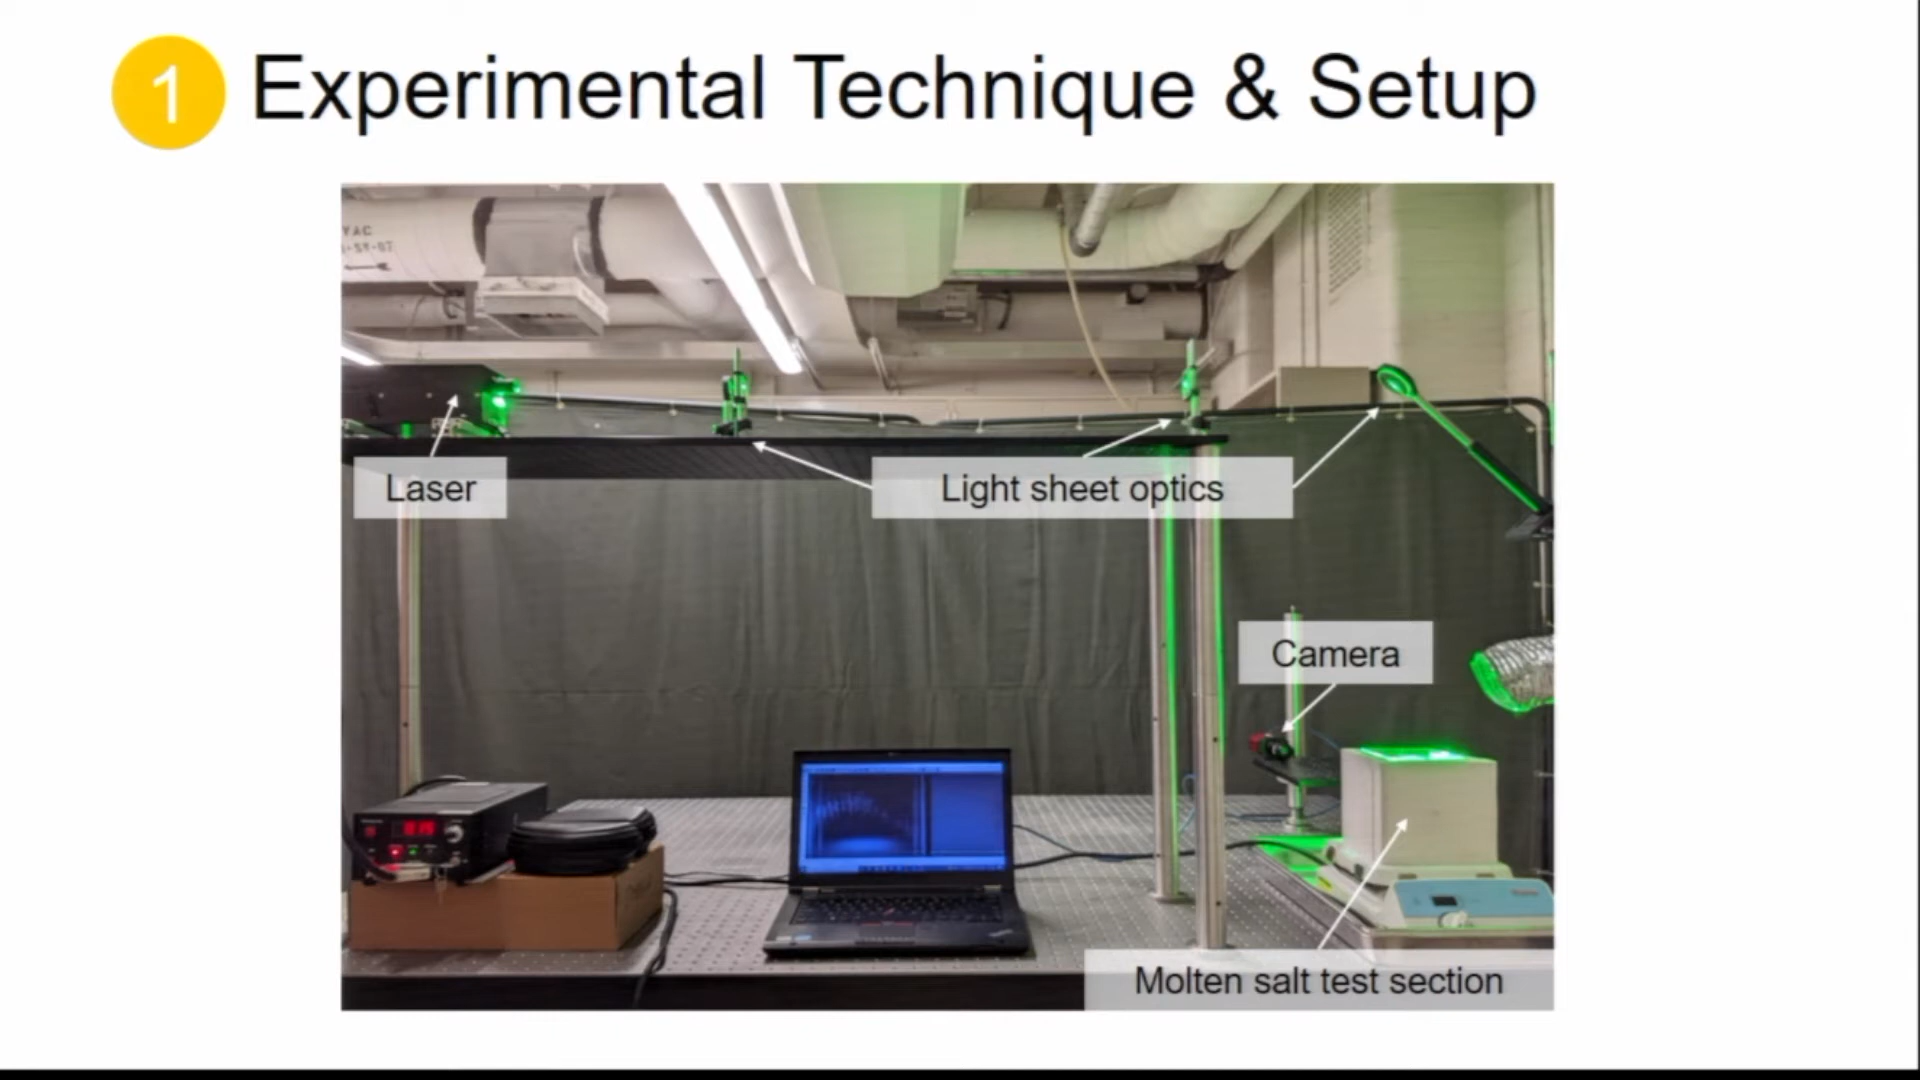 1 Experimental Technique & Setup
Laser
Light sheet optics
Camera
Molten salt test section